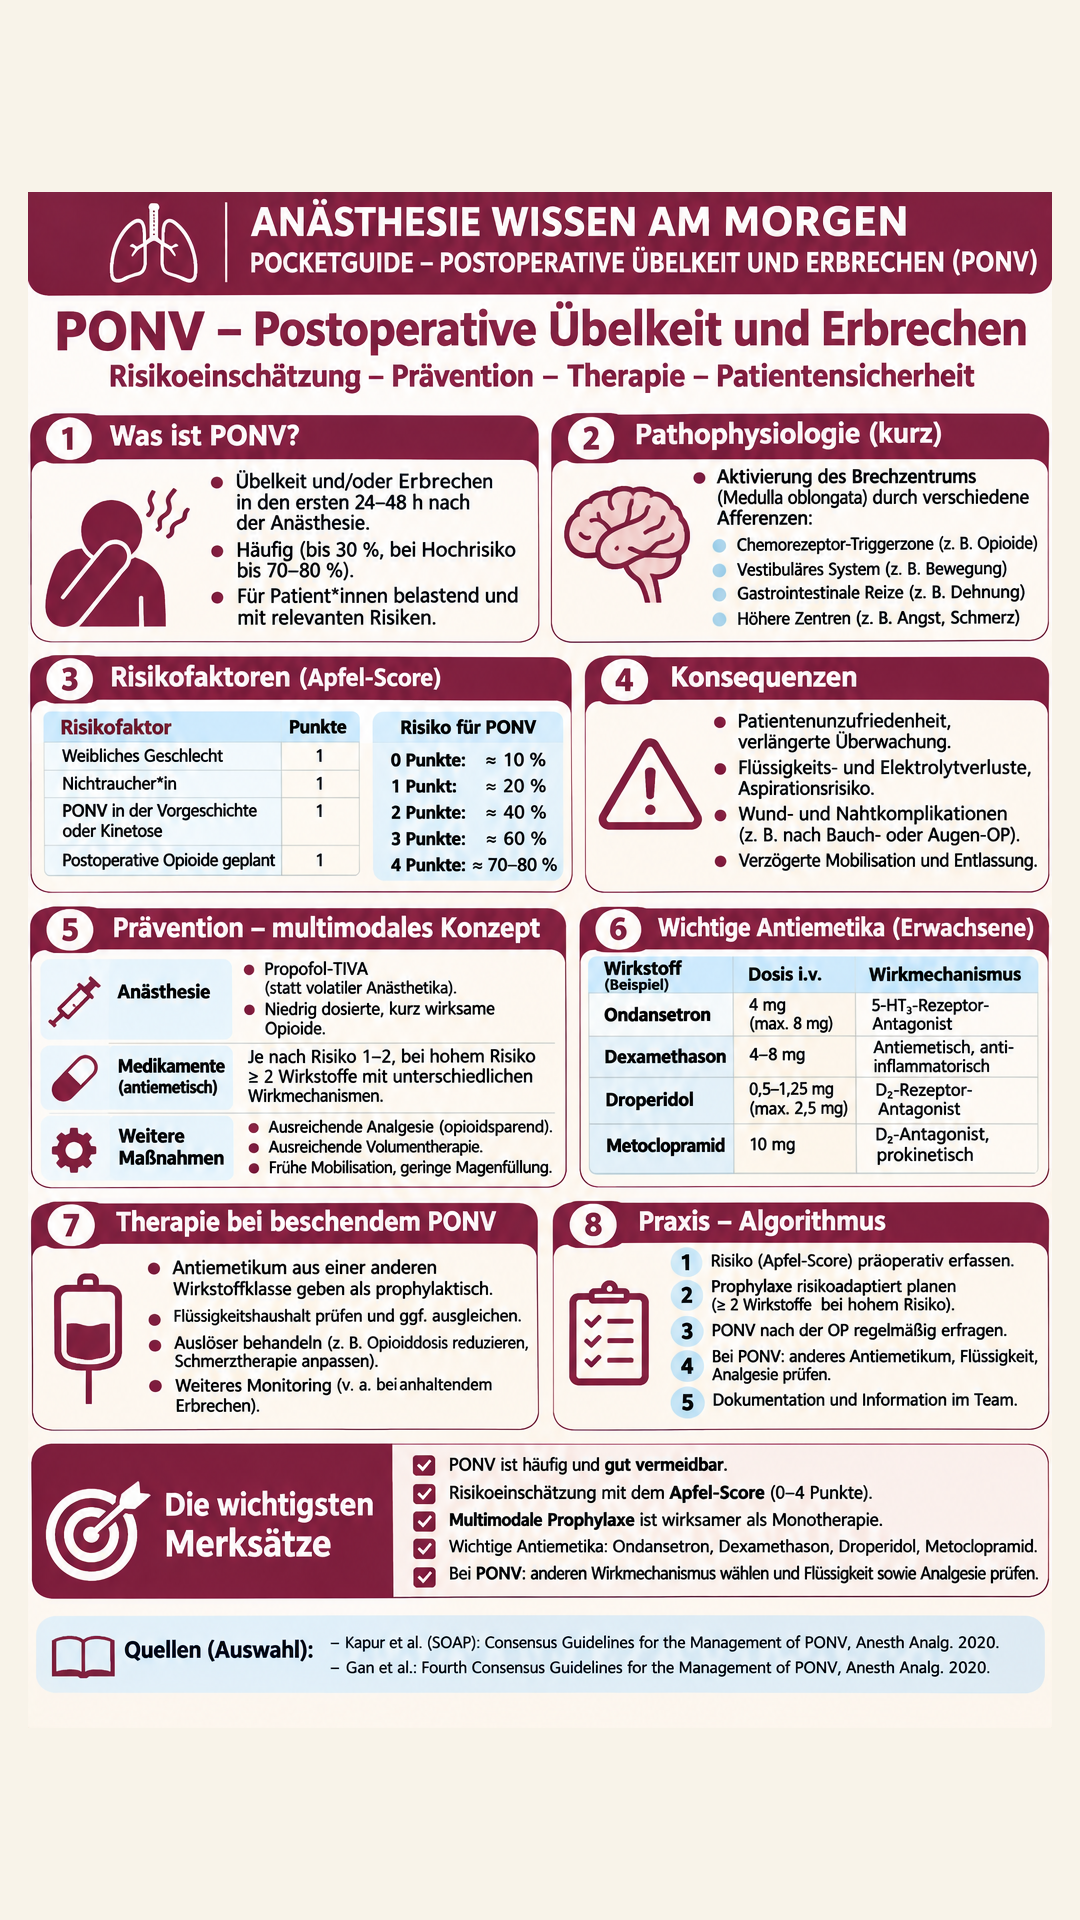 ANÄSTHESIE WISSEN AM MORGEN
POCKETGUIDE – POSTOPERATIVE ÜBELKEIT UND ERBRECHEN (PONV)
PONV – Postoperative Übelkeit und Erbrechen
Risikoeinschätzung – Prävention – Therapie – Patientensicherheit
1 Was ist PONV?
Übelkeit und/oder Erbrechen
in den ersten 24–48 h nach
der Anästhesie.
Häufig (bis 30 %, bei Hochrisiko
bis 70–80 %).
Für Patient*innen belastend und
mit relevanten Risiken.
2 Pathophysiologie (kurz)
Aktivierung des Brechzentrums
(Medulla oblongata) durch verschiedene
Afferenzen:
Chemorezeptor-Triggerzone (z. B. Opioide)
Vestibuläres System (z. B. Bewegung)
Gastrointestinale Reize (z. B. Dehnung)
Höhere Zentren (z. B. Angst, Schmerz)
3 Risikofaktoren (Apfel-Score)
Risikofaktor Punkte
Weibliches Geschlecht 1
Nichtraucher*in 1
PONV in der Vorgeschichte 1
oder Kinetose
Postoperative Opioide geplant 1
Risiko für PONV
0 Punkte: ≈ 10 %
1 Punkt: ≈ 20 %
2 Punkte: ≈ 40 %
3 Punkte: ≈ 60 %
4 Punkte: ≈ 70–80 %
4 Konsequenzen
Patientenunzufriedenheit,
verlängerte Überwachung.
Flüssigkeits- und Elektrolytverluste,
Aspirationsrisiko.
Wund- und Nahtkomplikationen
(z. B. nach Bauch- oder Augen-OP).
Verzögerte Mobilisation und Entlassung.
5 Prävention – multimodales Konzept
Anästhesie
Propofol-TIVA
(statt volatiler Anästhetika).
Niedrig dosierte, kurz wirksame
Opioide.
Medikamente
(antiemetisch)
Je nach Risiko 1–2, bei hohem Risiko
≥ 2 Wirkstoffe mit unterschiedlichen
Wirkmechanismen.
Weitere
Maßnahmen
Ausreichende Analgesie (opioidsparend).
Ausreichende Volumentherapie.
Frühe Mobilisation, geringe Magenfüllung.
6 Wichtige Antiemetika (Erwachsene)
Wirkstoff Dosis i.v. Wirkmechanismus
(Beispiel)
Ondansetron 4 mg 5-HT₃-Rezeptor-
(max. 8 mg) Antagonist
Dexamethason 4–8 mg Antiemetisch, anti-
inflammatorisch
Droperidol 0,5–1,25 mg D₂-Rezeptor-
(max. 2,5 mg) Antagonist
Metoclopramid 10 mg D₂-Antagonist,
prokinetisch
7 Therapie bei beschendem PONV
Antiemetikum aus einer anderen
Wirkstoffklasse geben als prophylaktisch.
Flüssigkeitshaushalt prüfen und ggf. ausgleichen.
Auslöser behandeln (z. B. Opioiddosis reduzieren,
Schmerztherapie anpassen).
Weiteres Monitoring (v. a. bei anhaltendem
Erbrechen).
8 Praxis – Algorithmus
1 Risiko (Apfel-Score) präoperativ erfassen.
2 Prophylaxe risikoadaptiert planen
(≥ 2 Wirkstoffe bei hohem Risiko).
3 PONV nach der OP regelmäßig erfragen.
4 Bei PONV: anderes Antiemetikum, Flüssigkeit,
Analgesie prüfen.
5 Dokumentation und Information im Team.
Die wichtigsten
Merksätze
PONV ist häufig und gut vermeidbar.
Risikoeinschätzung mit dem Apfel-Score (0–4 Punkte).
Multimodale Prophylaxe ist wirksamer als Monotherapie.
Wichtige Antiemetika: Ondansetron, Dexamethason, Droperidol, Metoclopramid.
Bei PONV: anderen Wirkmechanismus wählen und Flüssigkeit sowie Analgesie prüfen.
Quellen (Auswahl):
– Kapur et al. (SOAP): Consensus Guidelines for the Management of PONV, Anesth Analg. 2020.
– Gan et al.: Fourth Consensus Guidelines for the Management of PONV, Anesth Analg. 2020.